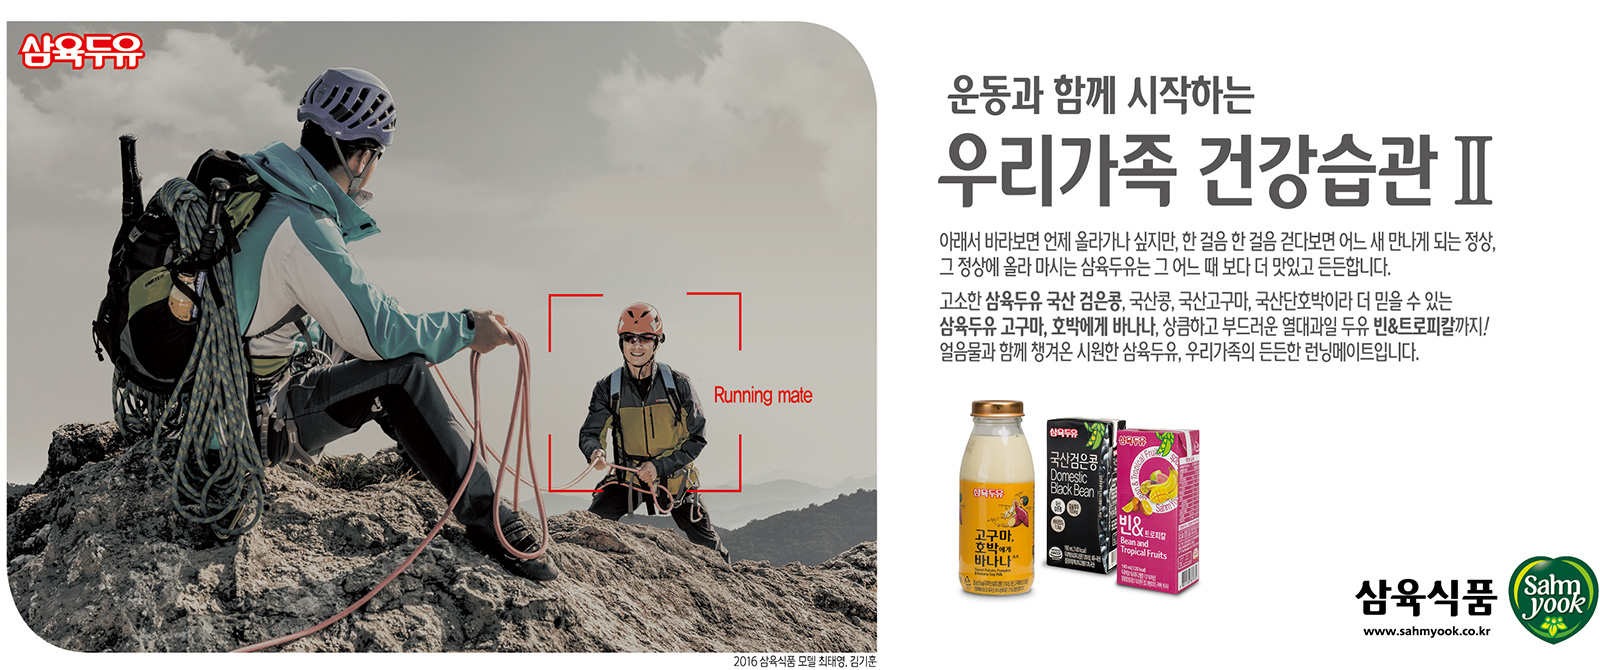 삼육두유
운동과 함께 시작하는
우리가족 건강습관 Ⅱ
아래서 바라보면 언제 올라가나 싶지만, 한 걸음 한 걸음 걷다보면 어느 새 만나게 되는 정상,
그 정상에 올라 마시는 삼육두유는 그 어느 때 보다 더 맛있고 든든합니다.
고소한 삼육두유 국산 검은콩, 국산콩, 국산고구마, 국산단호박이라 더 믿을 수 있는
삼육두유 고구마, 호박에게 바나나, 상큼하고 부드러운 열대과일 두유 빈&트로피칼까지!
얼음물과 함께 챙겨온 시원한 삼육두유, 우리가족의 든든한 런닝메이트입니다.
Running mate
삼육두유
고구마,
호박에게
바나나^^
삼육두유
국산검은콩
Domestic
Black Bean
삼육두유
빈&트로피칼
Bean and
Tropical Fruits
삼육식품
www.sahmyook.co.kr
Sahm
yook
2016 삼육식품 모델 최태영, 김기훈